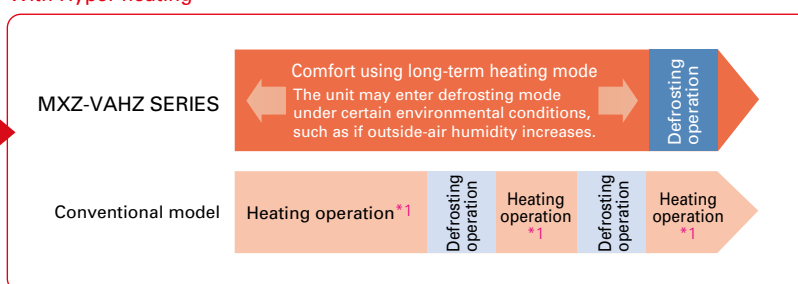 With Hyper heating
MXZ-VAHZ SERIES
Comfort using long-term heating mode
The unit may enter defrosting mode
under certain environmental conditions,
such as if outside-air humidity increases.
Defrosting
operation
Conventional model
Heating operation*1
Defrosting
operation
Heating
operation
*1
Defrosting
operation
Heating
operation
*1